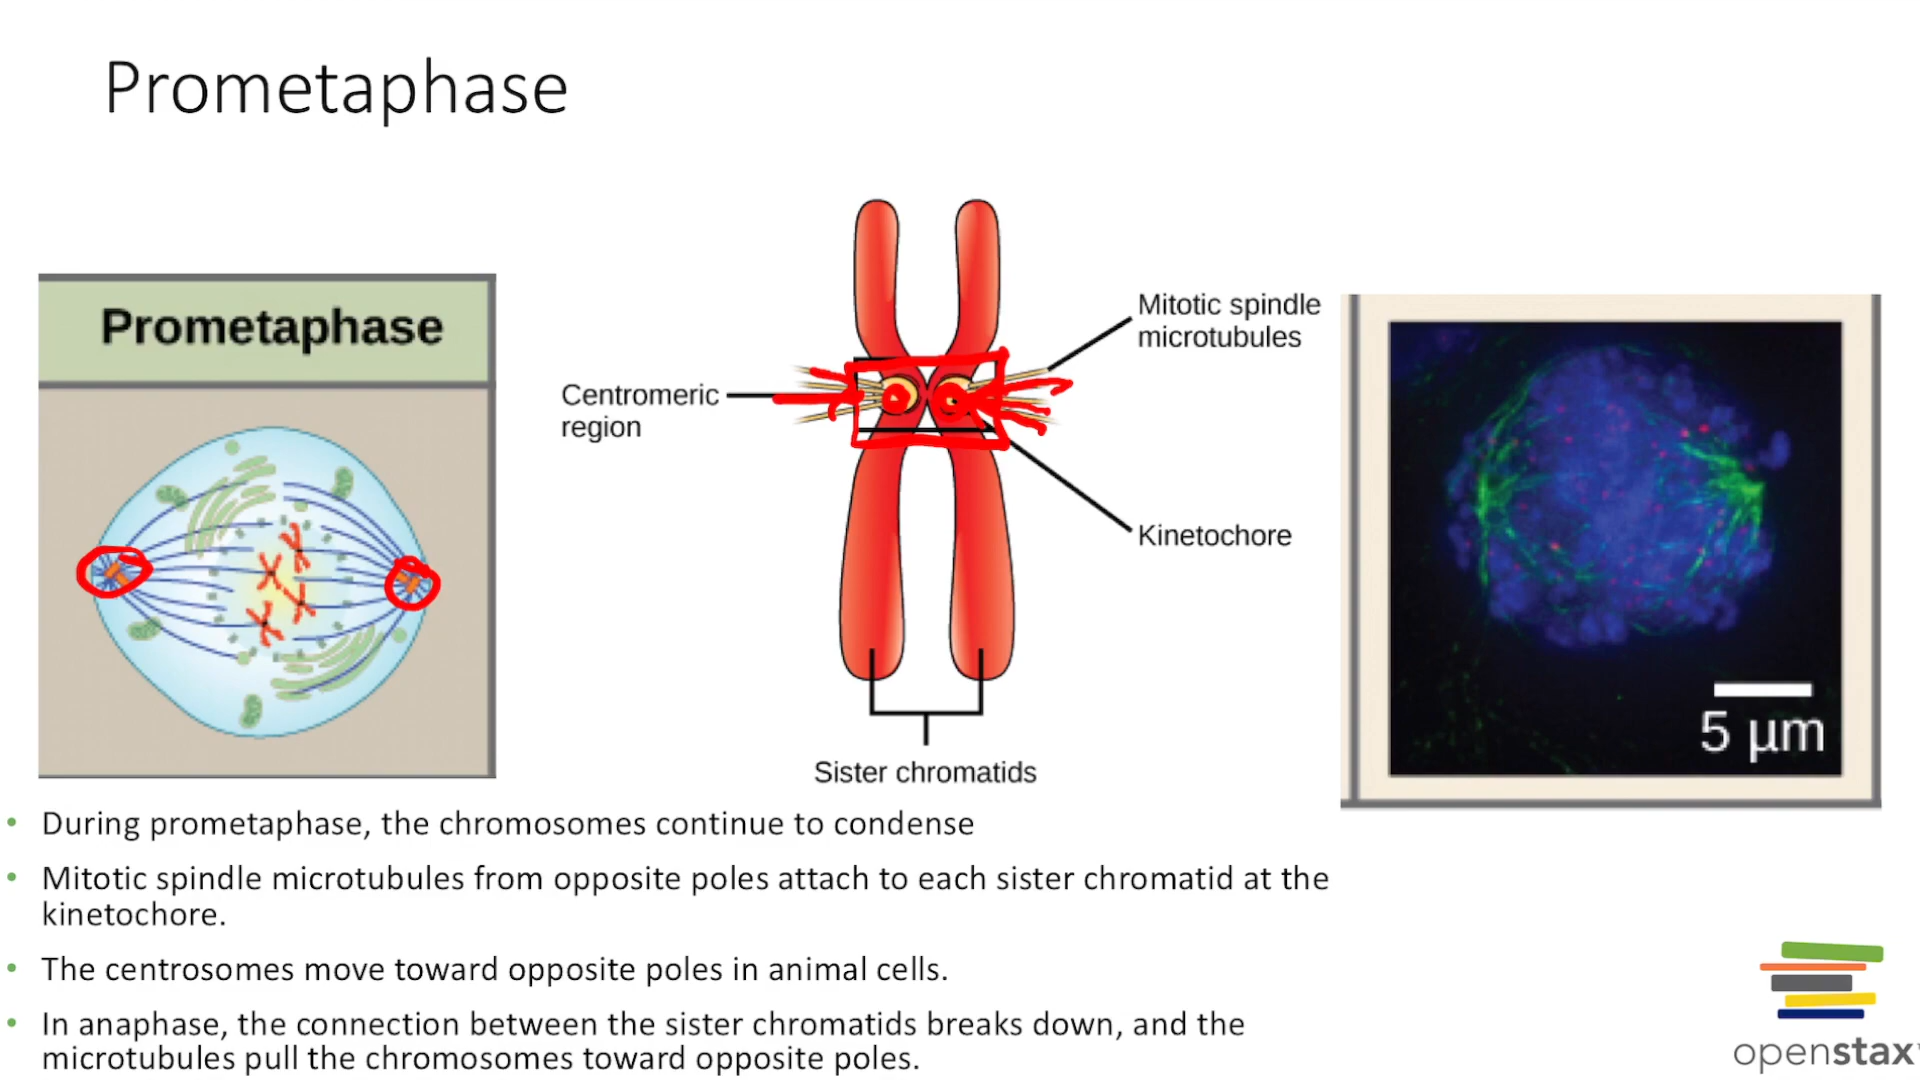 Prometaphase
Prometaphase
Centromeric
region
Mitotic spindle
microtubules
Kinetochore
Sister chromatids
5 µm
• During prometaphase, the chromosomes continue to condense
• Mitotic spindle microtubules from opposite poles attach to each sister chromatid at the
kinetochore.
• The centrosomes move toward opposite poles in animal cells.
• In anaphase, the connection between the sister chromatids breaks down, and the
microtubules pull the chromosomes toward opposite poles.
openstax